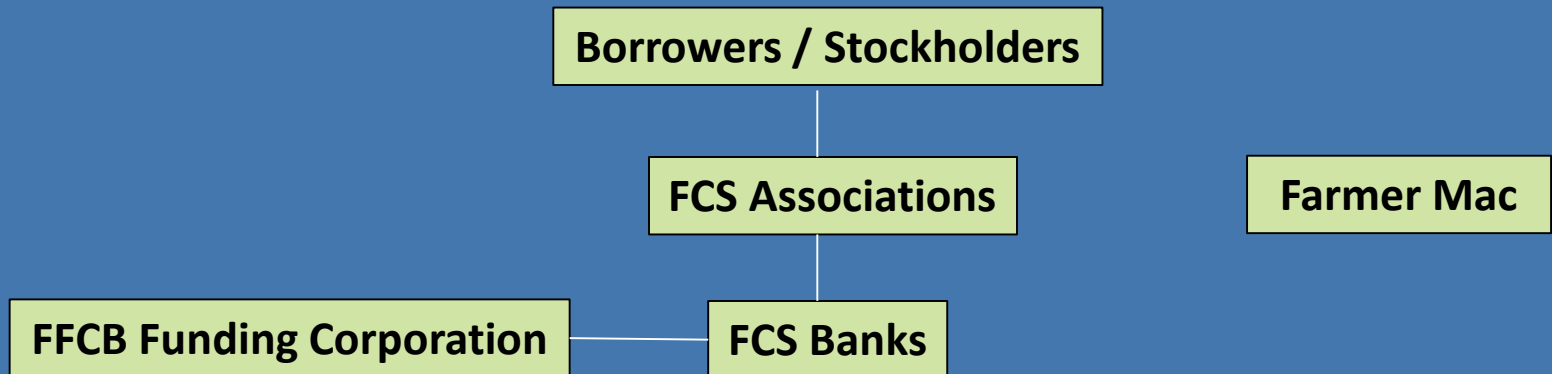 Borrowers / Stockholders
FCS Associations
Farmer Mac
FFCB Funding Corporation
FCS Banks